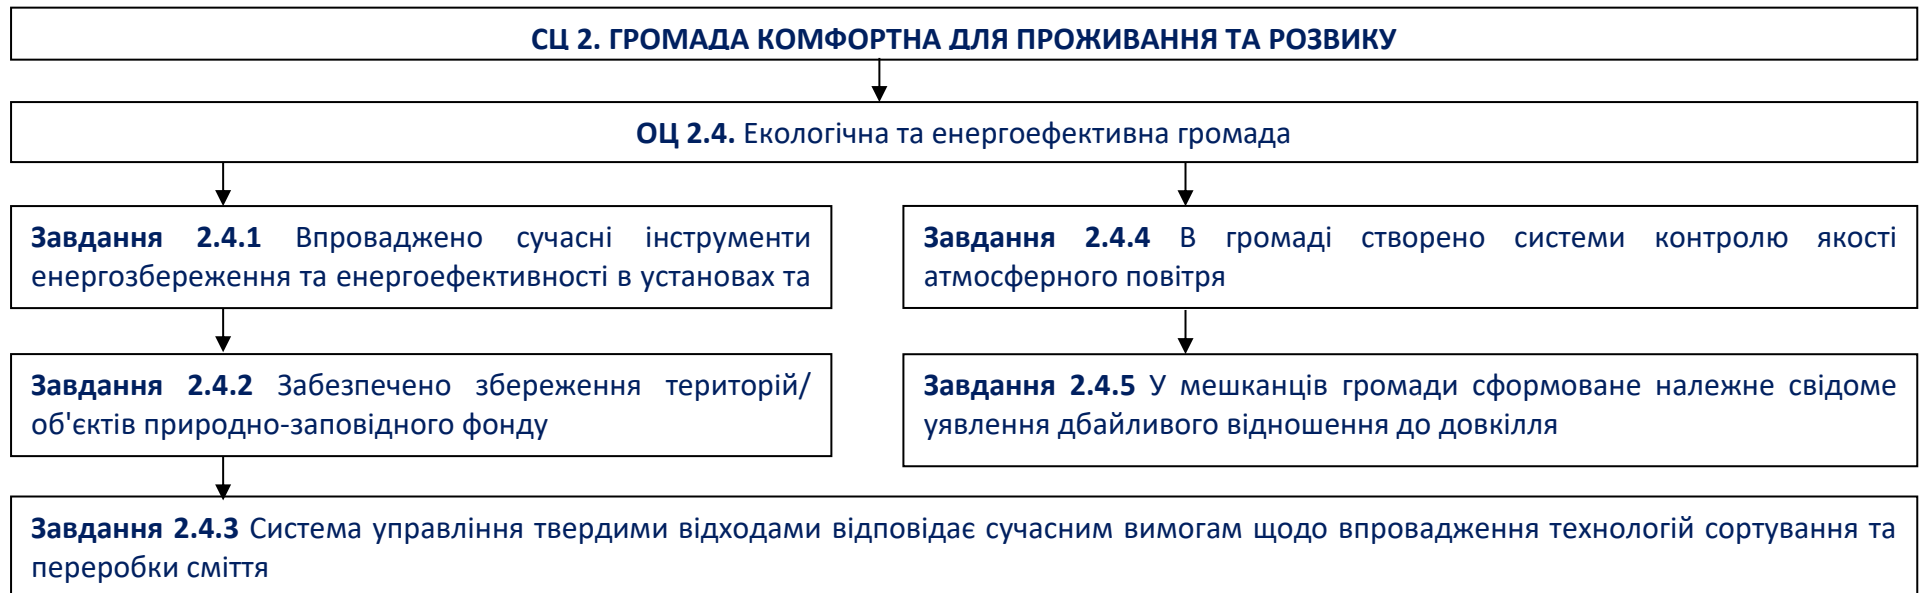 СЦ 2. ГРОМАДА КОМФОРТНА ДЛЯ ПРОЖИВАННЯ ТА РОЗВИКУ
ОЦ 2.4. Екологічна та енергоефективна громада
Завдання 2.4.1 Впроваджено сучасні інструменти
енергозбереження та енергоефективності в установах та
Завдання 2.4.4 В громаді створено системи контролю якості
атмосферного повітря
Завдання 2.4.2 Забезпечено збереження територій/
об'єктів природно-заповідного фонду
Завдання 2.4.5 У мешканців громади сформоване належне свідоме
уявлення дбайливого відношення до довкілля
Завдання 2.4.3 Система управління твердими відходами відповідає сучасним вимогам щодо впровадження технологій сортування та
переробки сміття